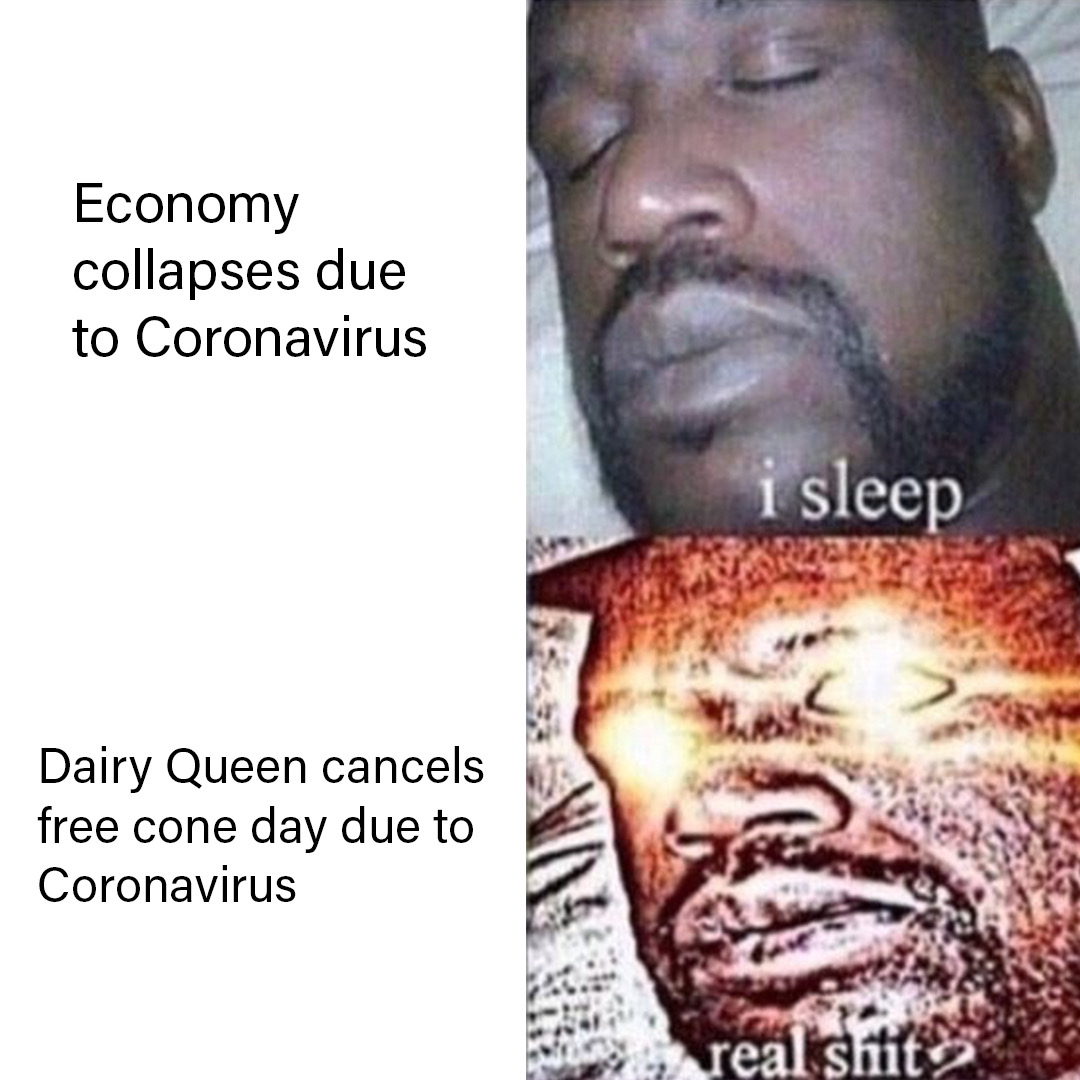 Economy
collapses due
to Coronavirus
i sleep
Dairy Queen cancels
free cone day due to
Coronavirus
real shit?